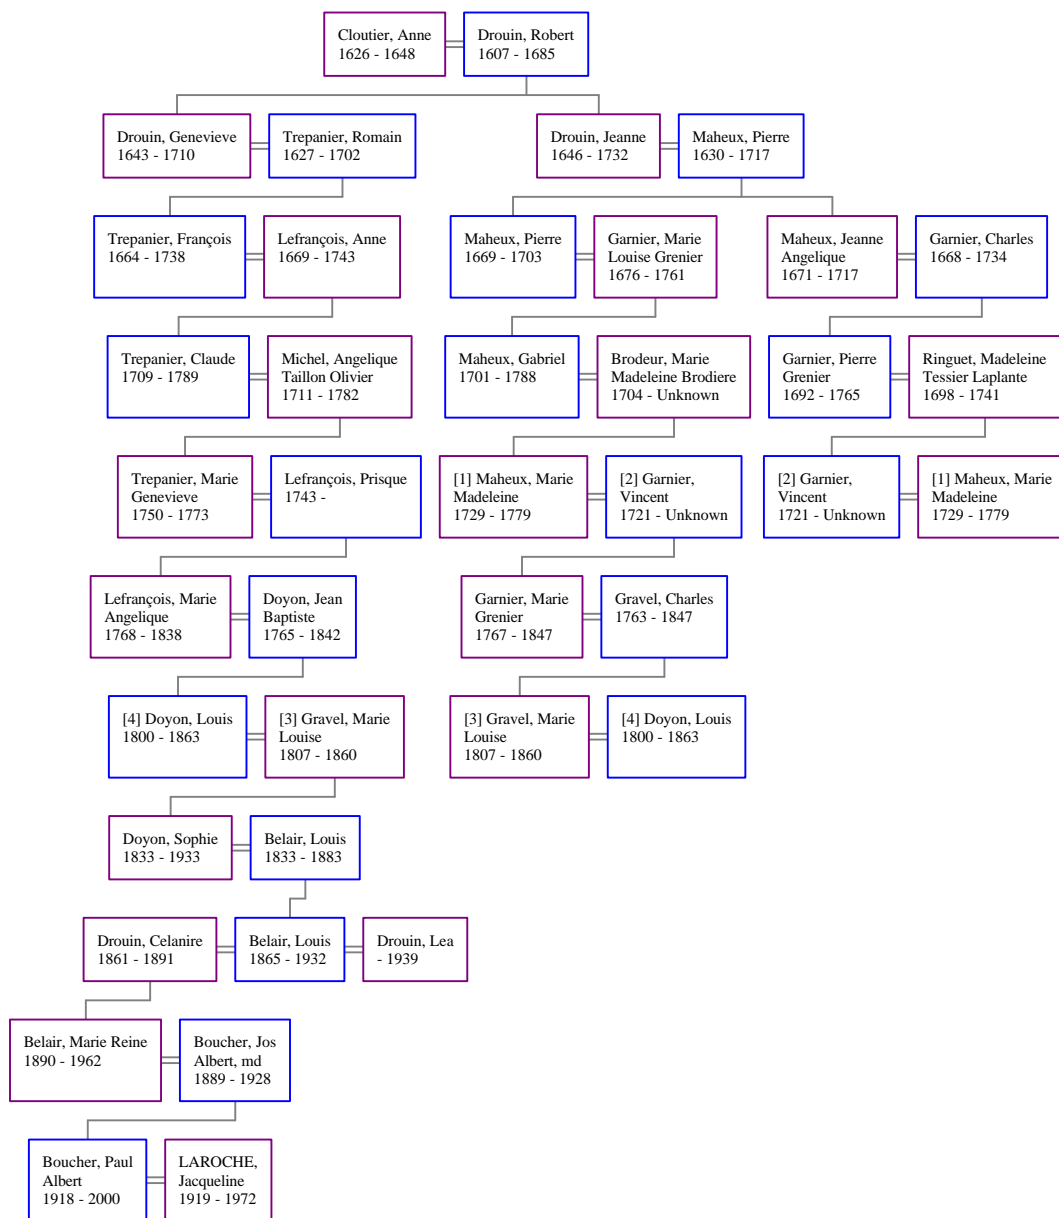 Cloutier, Anne
1626 - 1648
Drouin, Robert
1607 - 1685
Drouin, Genevieve
1643 - 1710
Trepanier, Romain
1627 - 1702
Drouin, Jeanne
1646 - 1732
Maheux, Pierre
1630 - 1717
Trepanier, François
1664 - 1738
Lefrançois, Anne
1669 - 1743
Maheux, Pierre
1669 - 1703
Garnier, Marie
Louise Grenier
1676 - 1761
Maheux, Jeanne
Angelique
1671 - 1717
Garnier, Charles
1668 - 1734
Trepanier, Claude
1709 - 1789
Michel, Angelique
Taillon Olivier
1711 - 1782
Maheux, Gabriel
1701 - 1788
Brodeur, Marie
Madeleine Brodiere
1704 - Unknown
Garnier, Pierre
Grenier
1692 - 1765
Ringuet, Madeleine
Tessier Laplante
1698 - 1741
Trepanier, Marie
Genevieve
1750 - 1773
Lefrançois, Prisque
1743 -
[1] Maheux, Marie
Madeleine
1729 - 1779
[2] Garnier,
Vincent
1721 - Unknown
[2] Garnier,
Vincent
1721 - Unknown
[1] Maheux, Marie
Madeleine
1729 - 1779
Lefrançois, Marie
Angelique
1768 - 1838
Doyon, Jean
Baptiste
1765 - 1842
Garnier, Marie
Grenier
1767 - 1847
Gravel, Charles
1763 - 1847
[4] Doyon, Louis
1800 - 1863
[3] Gravel, Marie
Louise
1807 - 1860
[3] Gravel, Marie
Louise
1807 - 1860
[4] Doyon, Louis
1800 - 1863
Doyon, Sophie
1833 - 1933
Belair, Louis
1833 - 1883
Drouin, Celanire
1861 - 1891
Belair, Louis
1865 - 1932
Drouin, Lea
- 1939
Belair, Marie Reine
1890 - 1962
Boucher, Jos
Albert, md
1889 - 1928
Boucher, Paul
Albert
1918 - 2000
LAROCHE,
Jacqueline
1919 - 1972